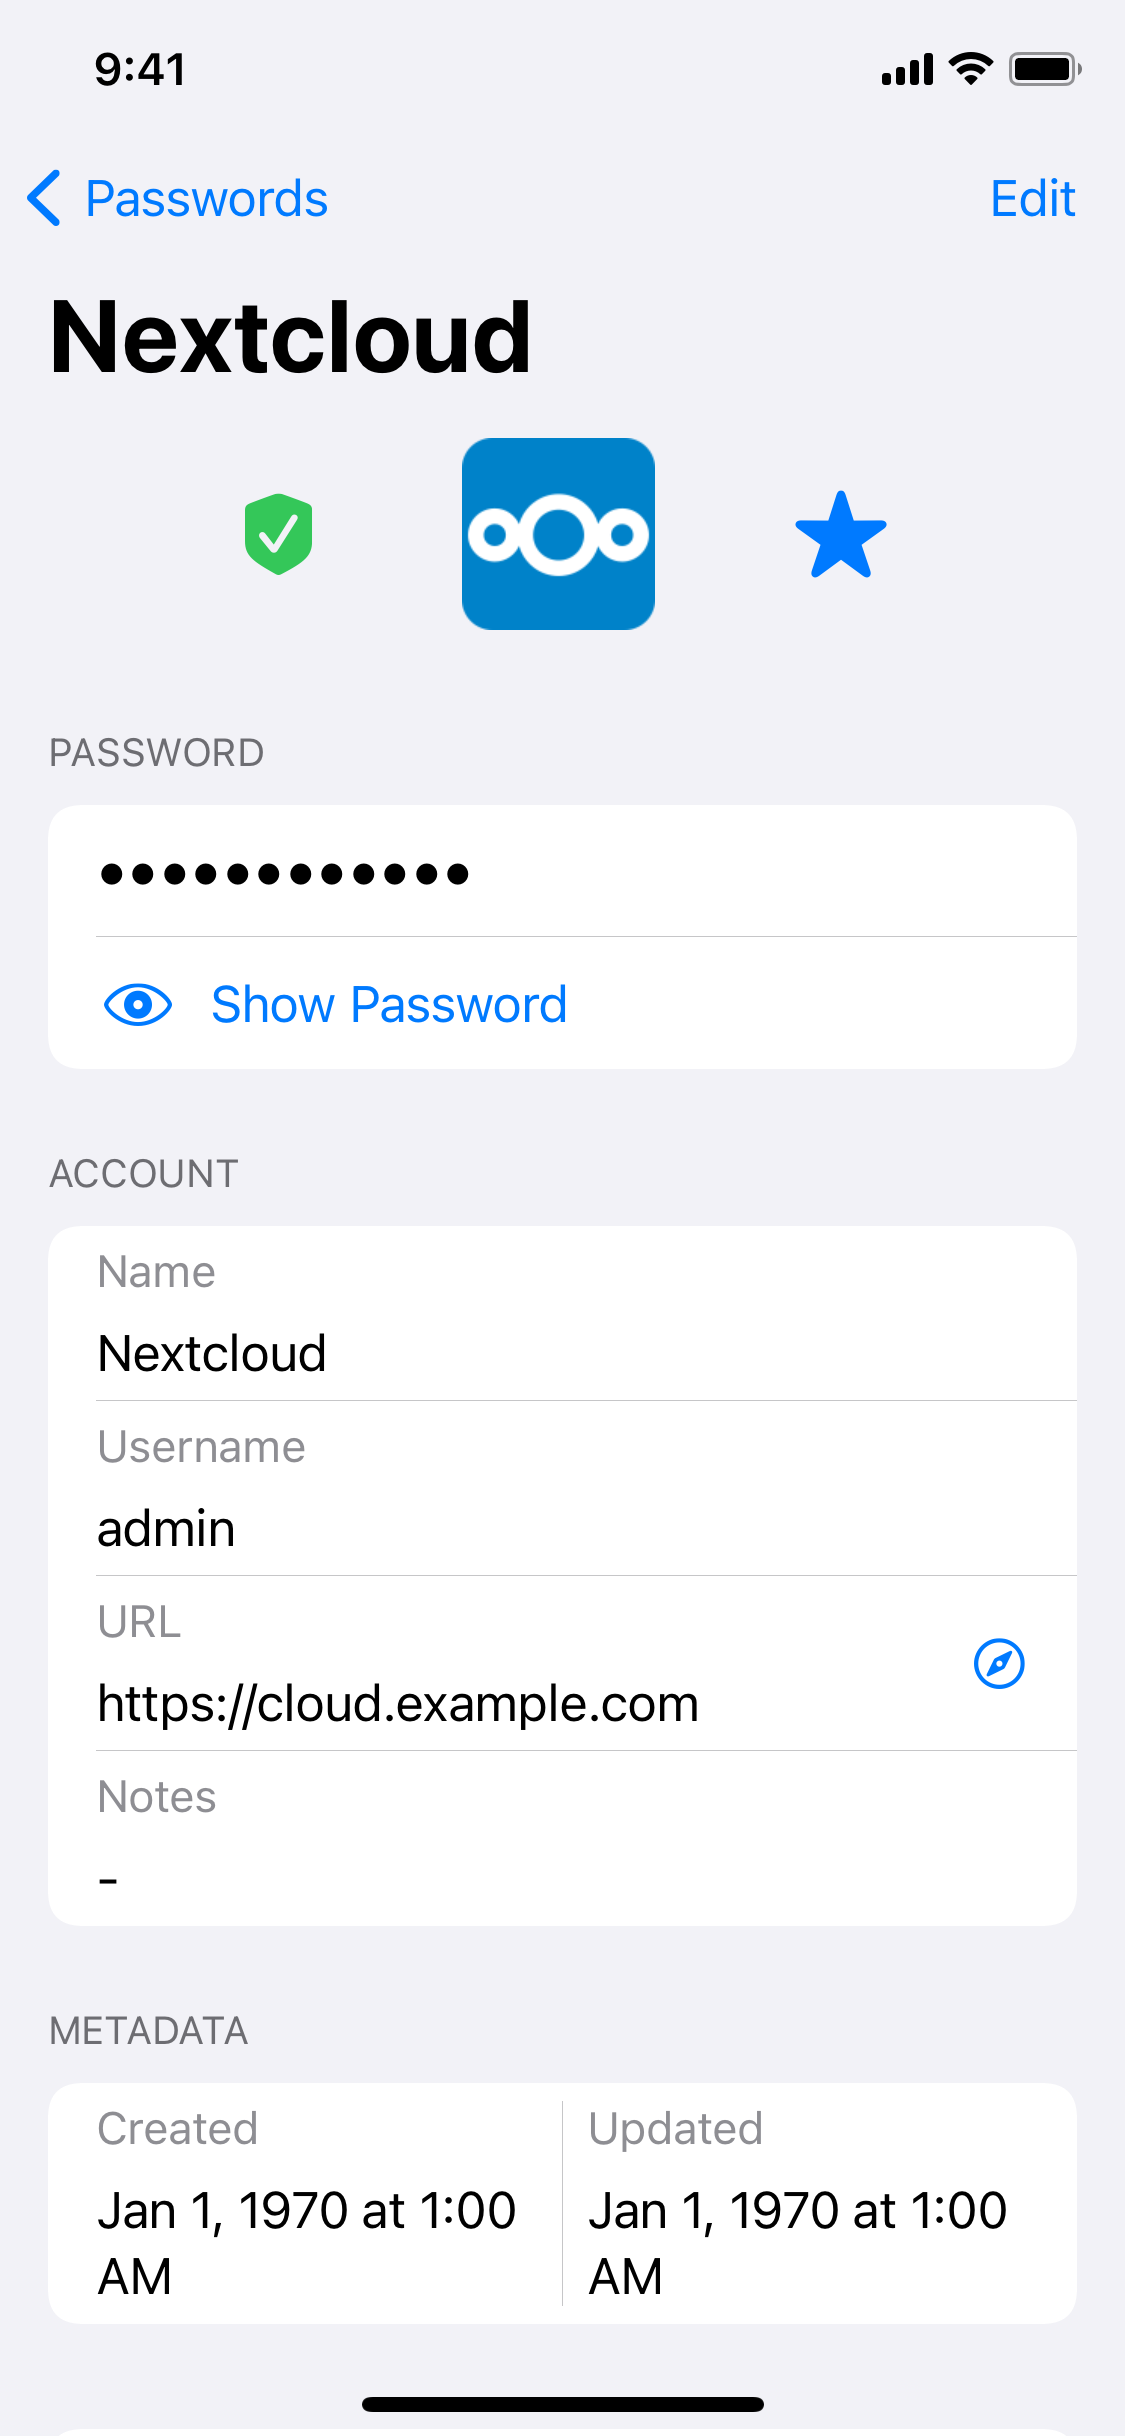 9:41
Passwords
Edit
Nextcloud
PASSWORD
••••••••••••
Show Password
ACCOUNT
Name
Nextcloud
Username
admin
URL
https://cloud.example.com
Notes
-
METADATA
Created
Jan 1, 1970 at 1:00
AM
Updated
Jan 1, 1970 at 1:00
AM